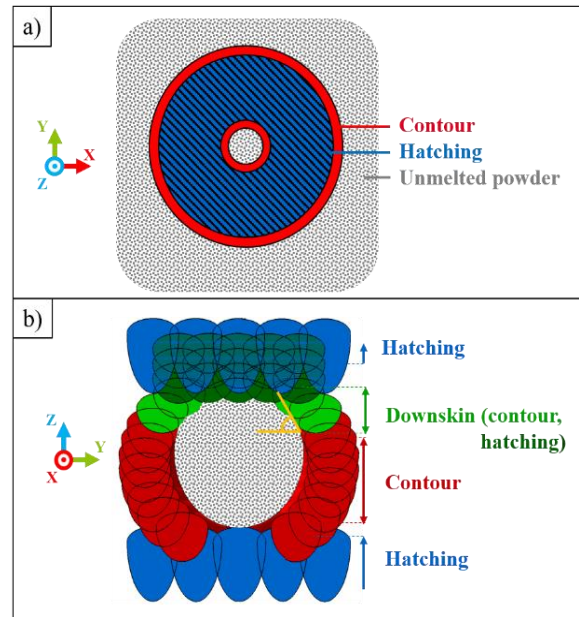 a)
Y
X
Z
Contour
Hatching
Unmelted powder
b)
Hatching
Z
Y
X
Downskin (contour,
hatching)
Contour
Hatching